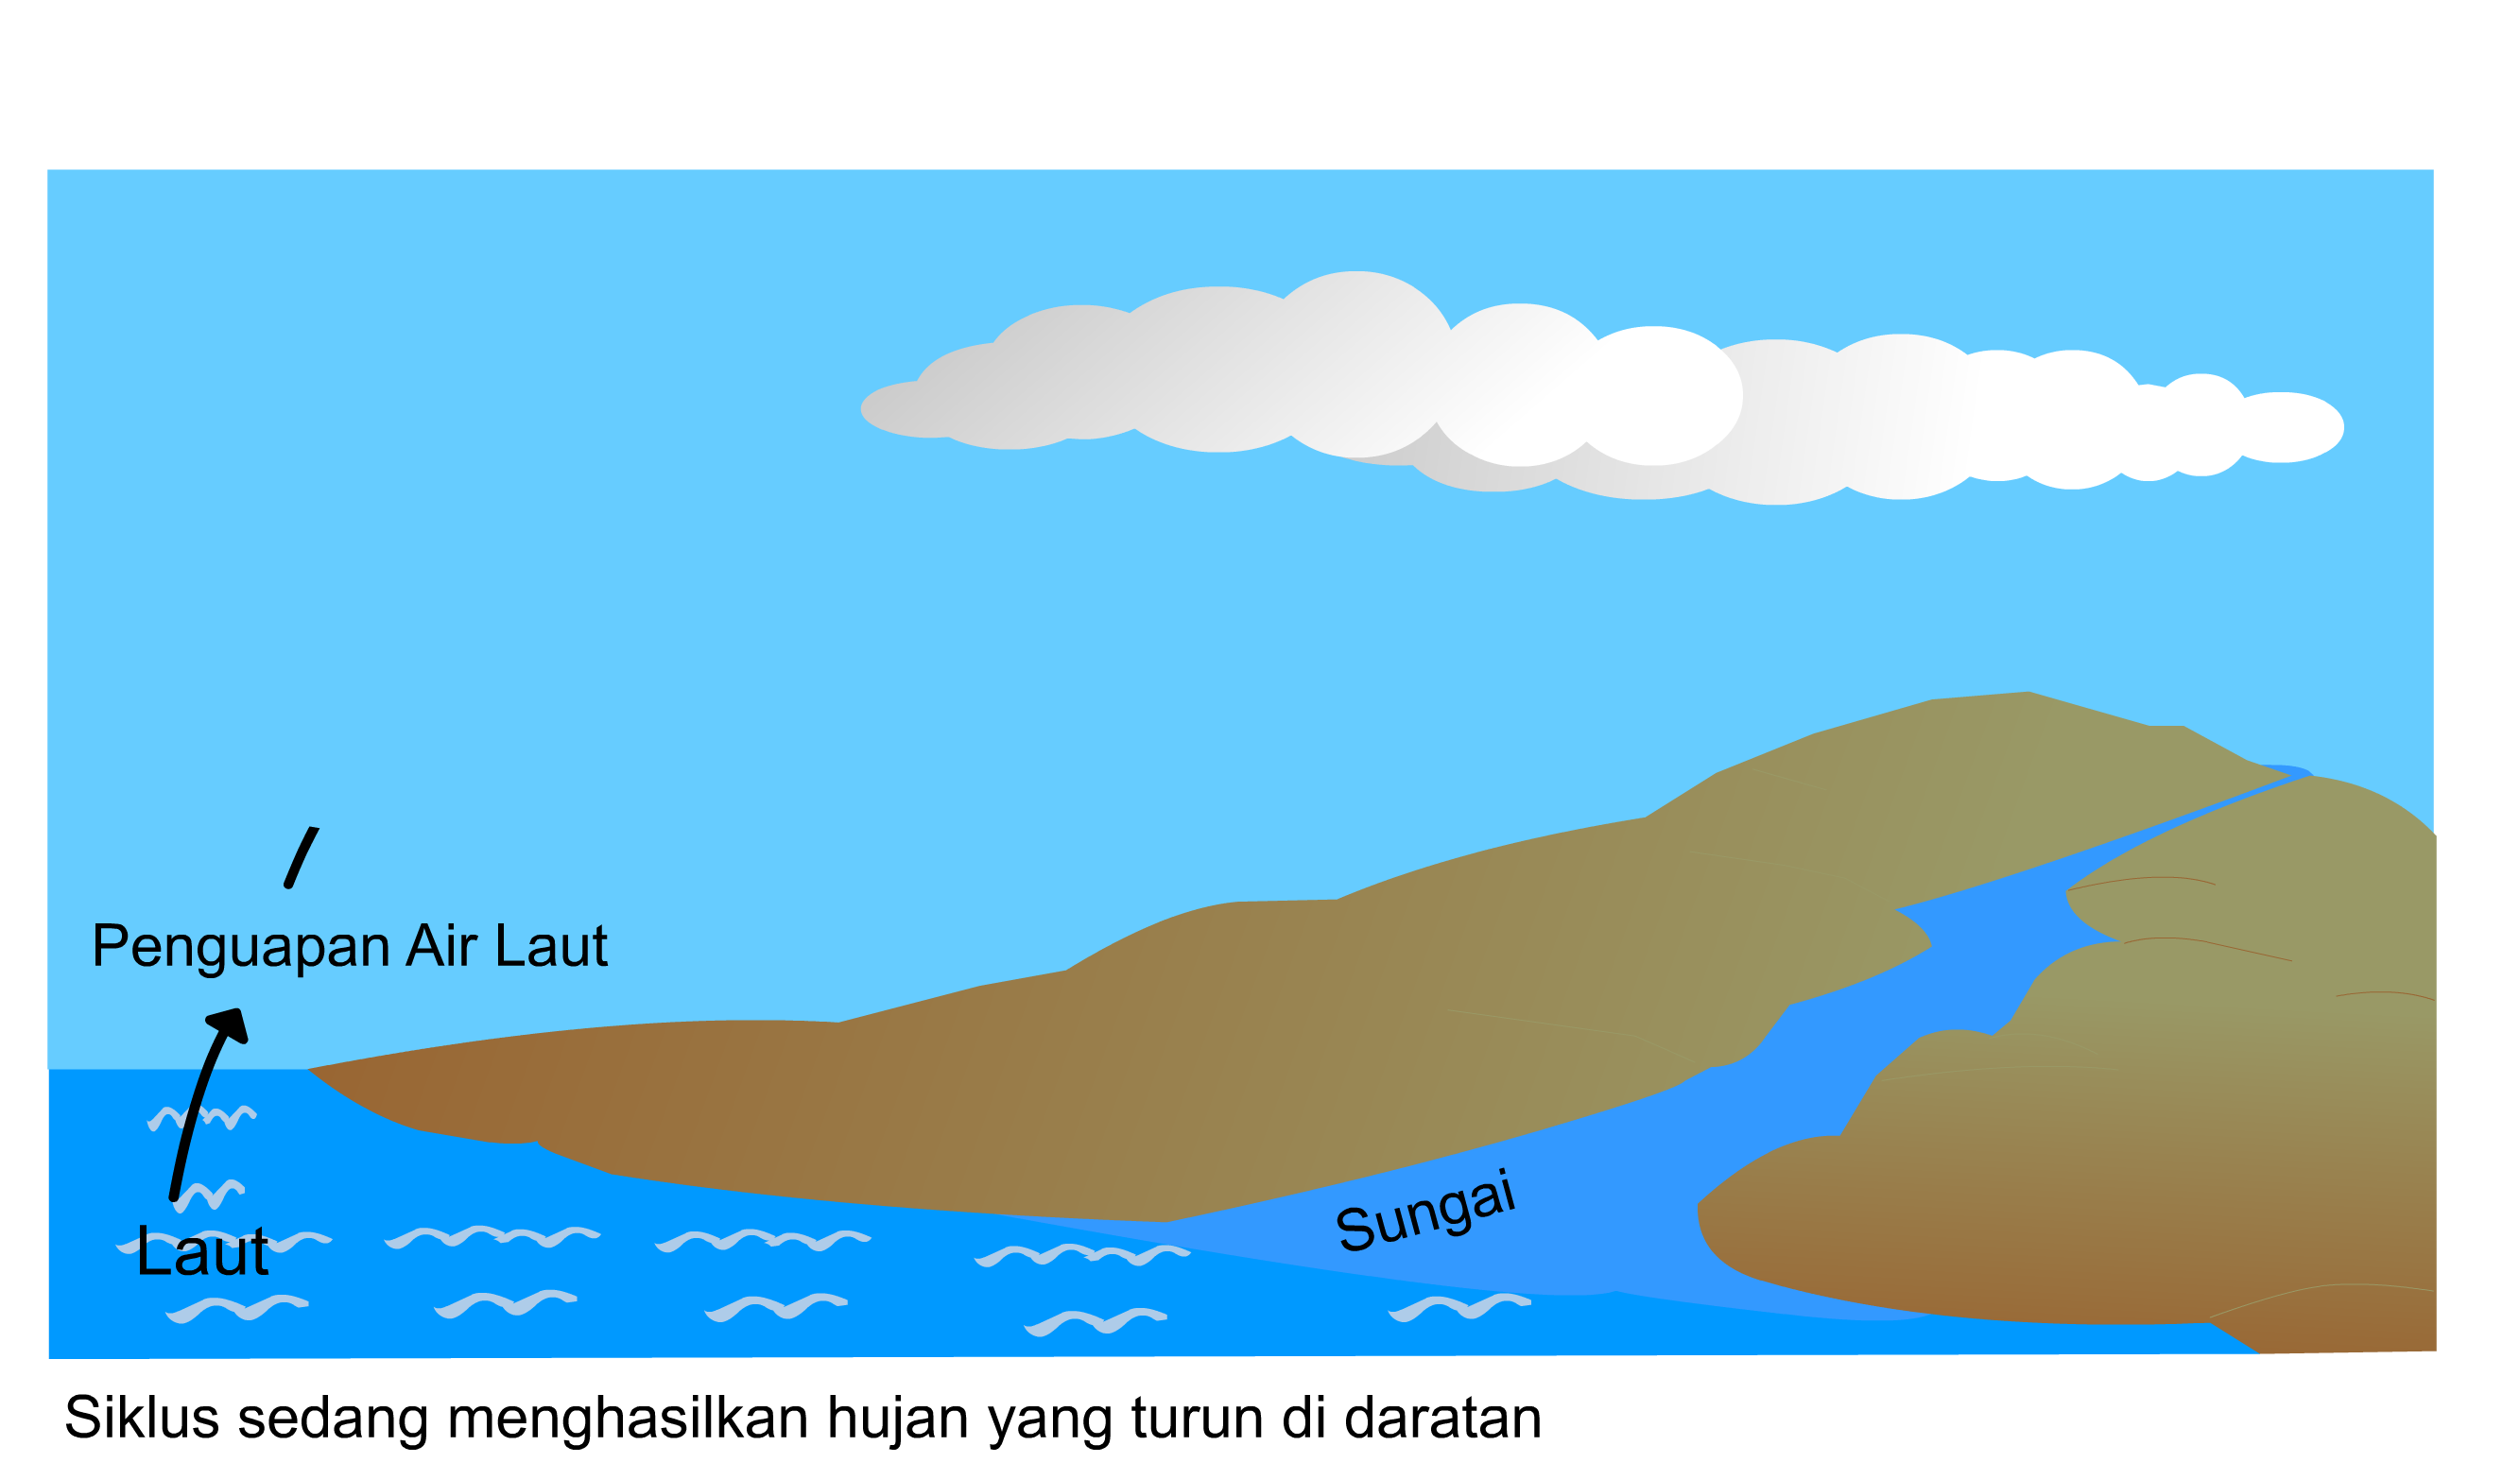 Penguapan Air Laut
Sungai
Laut
Siklus sedang menghasilkan hujan yang turun di daratan